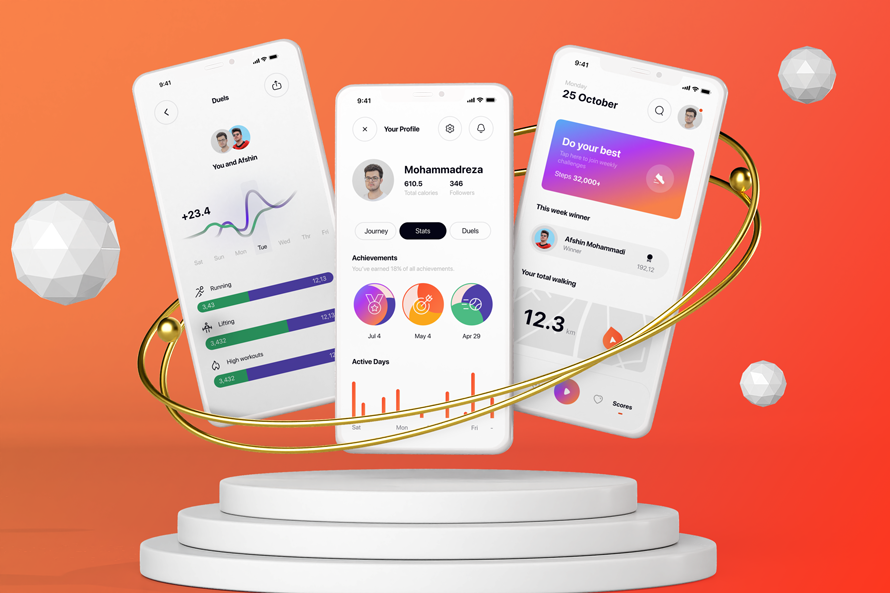 9:41
Duels
You and Afshin
+23.4
Sat Sun Mon Tue Wed Thr Fri
Running
3,43 12,13
Lifting
3,432 13,
High workouts
3,432 12
9:41
Your Profile
Mohammadreza
610.5 346
Total calories Followers
Journey Stats Duels
Achievements
You've earned 18% of all achievements.
Jul 4 May 4 Apr 29
Active Days
Sat Mon Fri
9:41
Monday
25 October
Do your best
Tap here to join weekly
challenges
Steps 32,000+
This week winner
Afshin Mohammadi
Winner
192,12
Your total walking
12.3 km
Scores